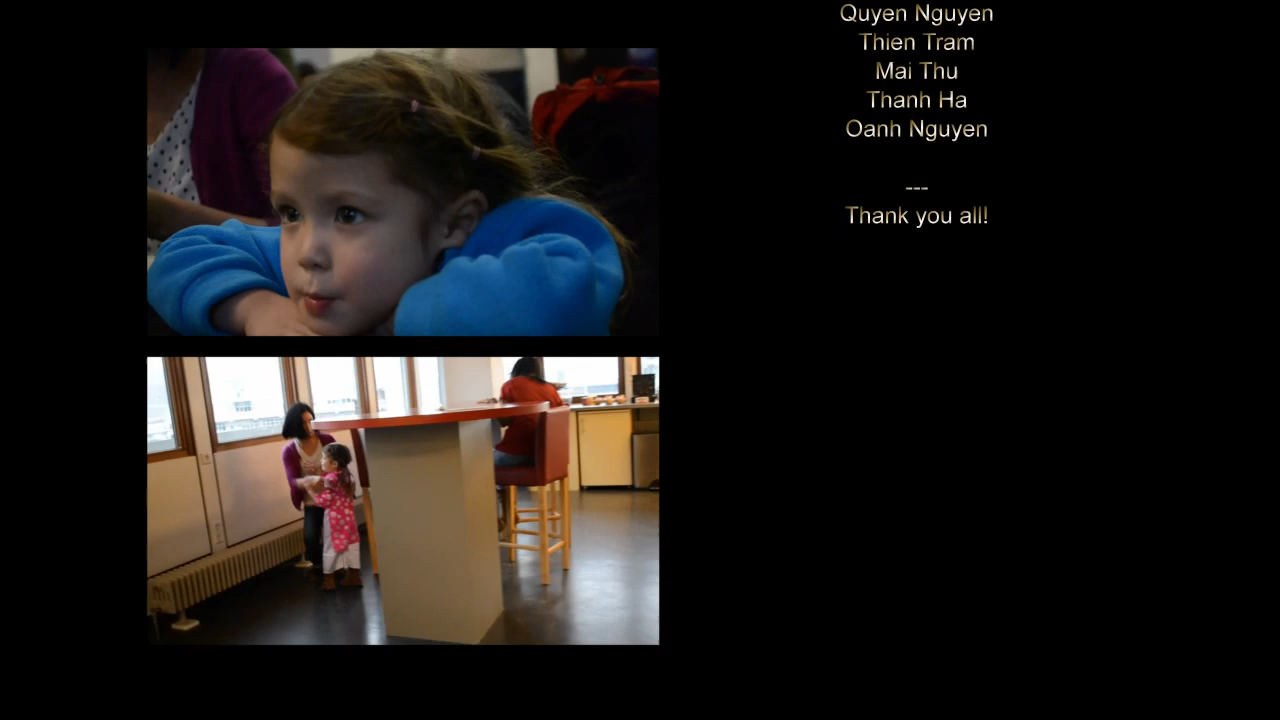 Quyen Nguyen
Thien Tram
Mai Thu
Thanh Ha
Oanh Nguyen
---
Thank you all!